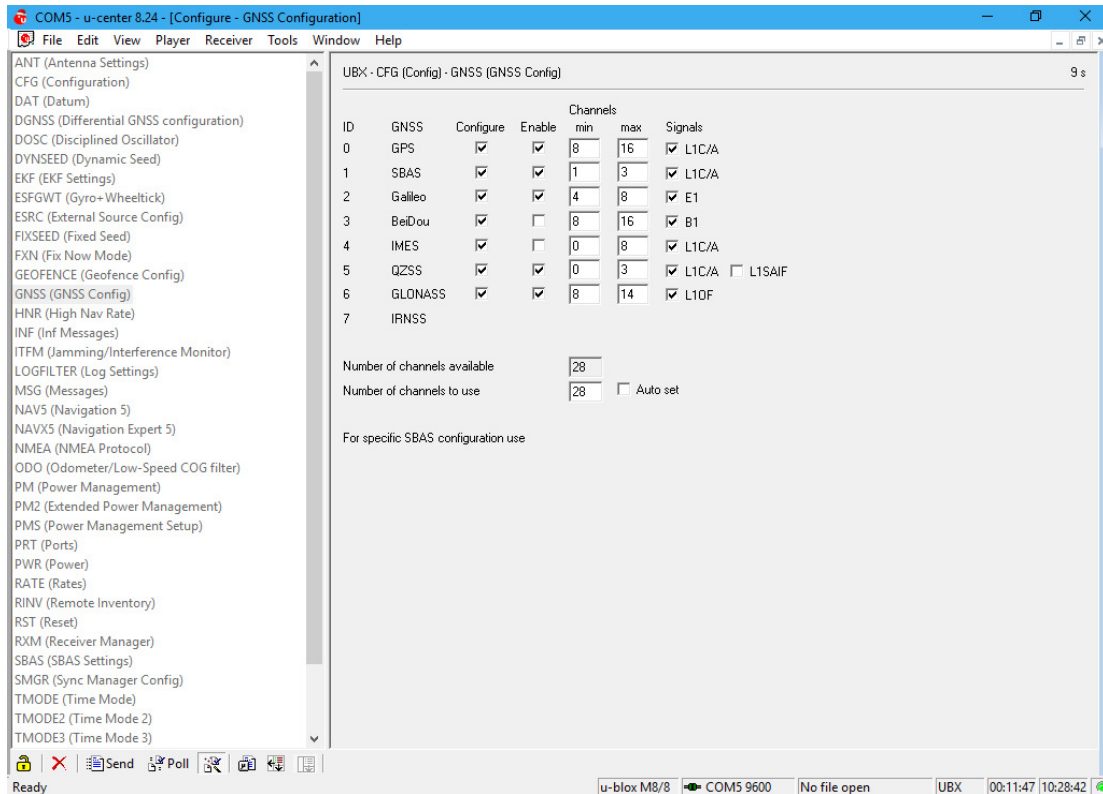 COM5 - u-center 8.24 - [Configure - GNSS Configuration]
File Edit View Player Receiver Tools Window Help
ANT (Antenna Settings)
CFG (Configuration)
DAT (Datum)
DGNSS (Differential GNSS configuration)
DOSC (Disciplined Oscillator)
DYNSEED (Dynamic Seed)
EKF (EKF Settings)
ESFGWT (Gyro+Wheeltick)
ESRC (External Source Config)
FIXSEED (Fixed Seed)
FXN (Fix Now Mode)
GEOFENCE (Geofence Config)
GNSS (GNSS Config)
HNR (High Nav Rate)
INF (Inf Messages)
ITFM (Jamming/Interference Monitor)
LOGFILTER (Log Settings)
MSG (Messages)
NAV5 (Navigation 5)
NAVX5 (Navigation Expert 5)
NMEA (NMEA Protocol)
ODO (Odometer/Low-Speed COG filter)
PM (Power Management)
PM2 (Extended Power Management)
PMS (Power Management Setup)
PRT (Ports)
PWR (Power)
RATE (Rates)
RINV (Remote Inventory)
RST (Reset)
RXM (Receiver Manager)
SBAS (SBAS Settings)
SMGR (Sync Manager Config)
TMODE (Time Mode)
TMODE2 (Time Mode 2)
TMODE3 (Time Mode 3)
UBX - CFG (Config) - GNSS (GNSS Config) 9 s
Channels
ID GNSS Configure Enable min max Signals
0 GPS 8 16 L1C/A
1 SBAS 1 3 L1C/A
2 Galileo 4 8 E1
3 BeiDou 8 16 B1
4 IMES 0 8 L1C/A
5 QZSS 0 3 L1C/A L1SAIF
6 GLONASS 8 14 L1OF
7 IRNSS
Number of channels available 28
Number of channels to use 28 Auto set
For specific SBAS configuration use
Send Poll
Ready u-blox M8/8 COM5 9600 No file open UBX 00:11:47 10:28:42